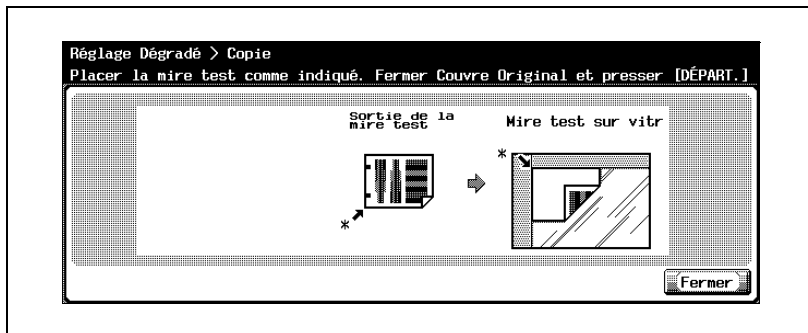 Réglage Dégradé > Copie
Placer la mire test comme indiqué. Fermer Couvre Original et presser [DÉPART.]
Sortie de la
mire test
Mire test sur vitr
*
*
Fermer